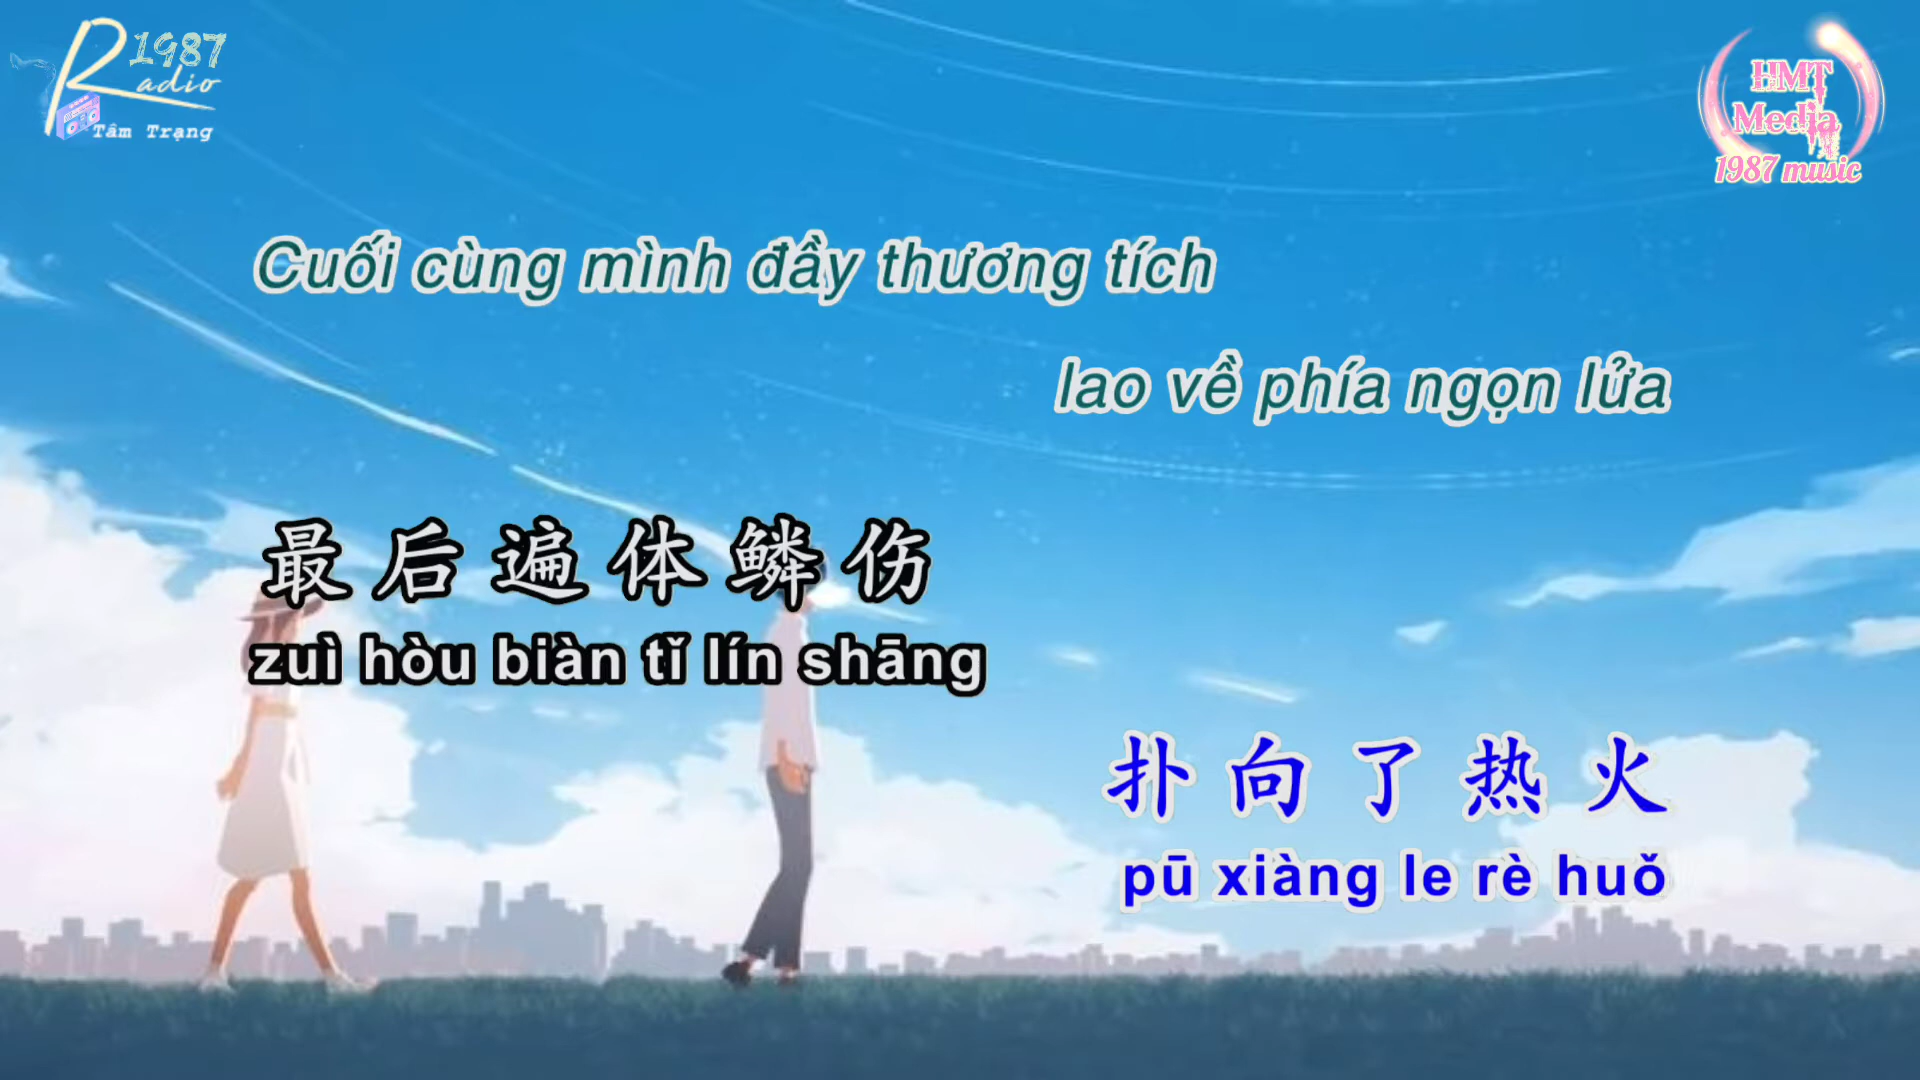 1987
Radio
Tâm Trạng
HMT
Media
1987 music
Cuối cùng mình đầy thương tích
lao về phía ngọn lửa
最后遍体鳞伤
zuì hòu biàn tǐ lín shāng
扑向了热火
pū xiàng le rè huǒ